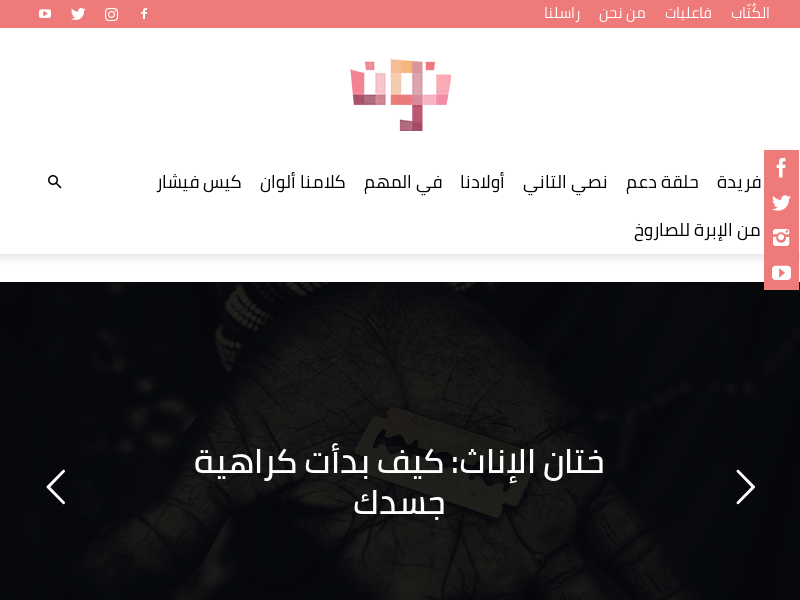 الكُتّاب فاعليات من نحن راسلنا
نون
فريدة حلقة دعم نصي التاني أولادنا في المهم كلامنا ألوان كيس فيشار
من الإبرة للصاروخ
ختان الإناث: كيف بدأت كراهية
جسدك